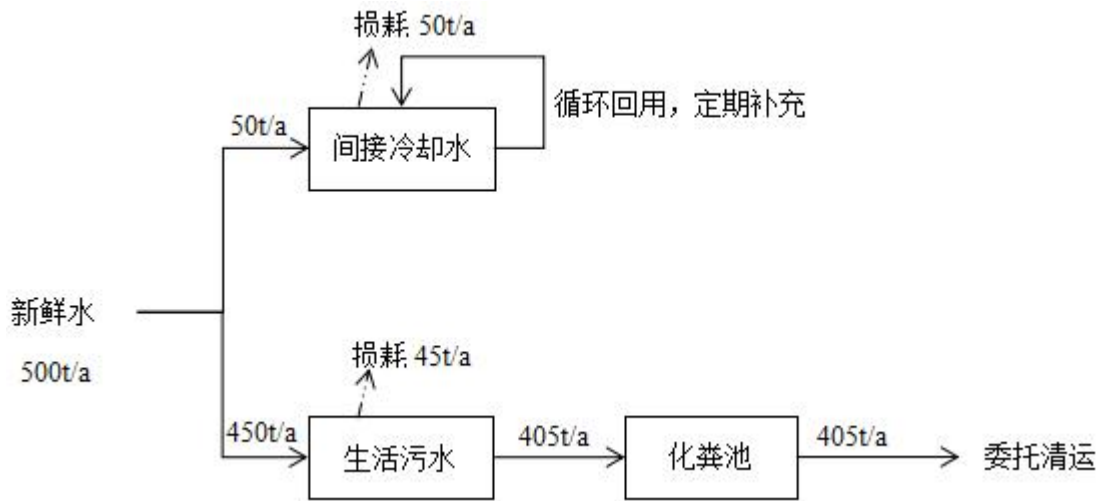 损耗 50t/a
循环回用，定期补充
50t/a
间接冷却水
新鲜水
500t/a
损耗 45t/a
450t/a
生活污水
405t/a
化粪池
405t/a
委托清运